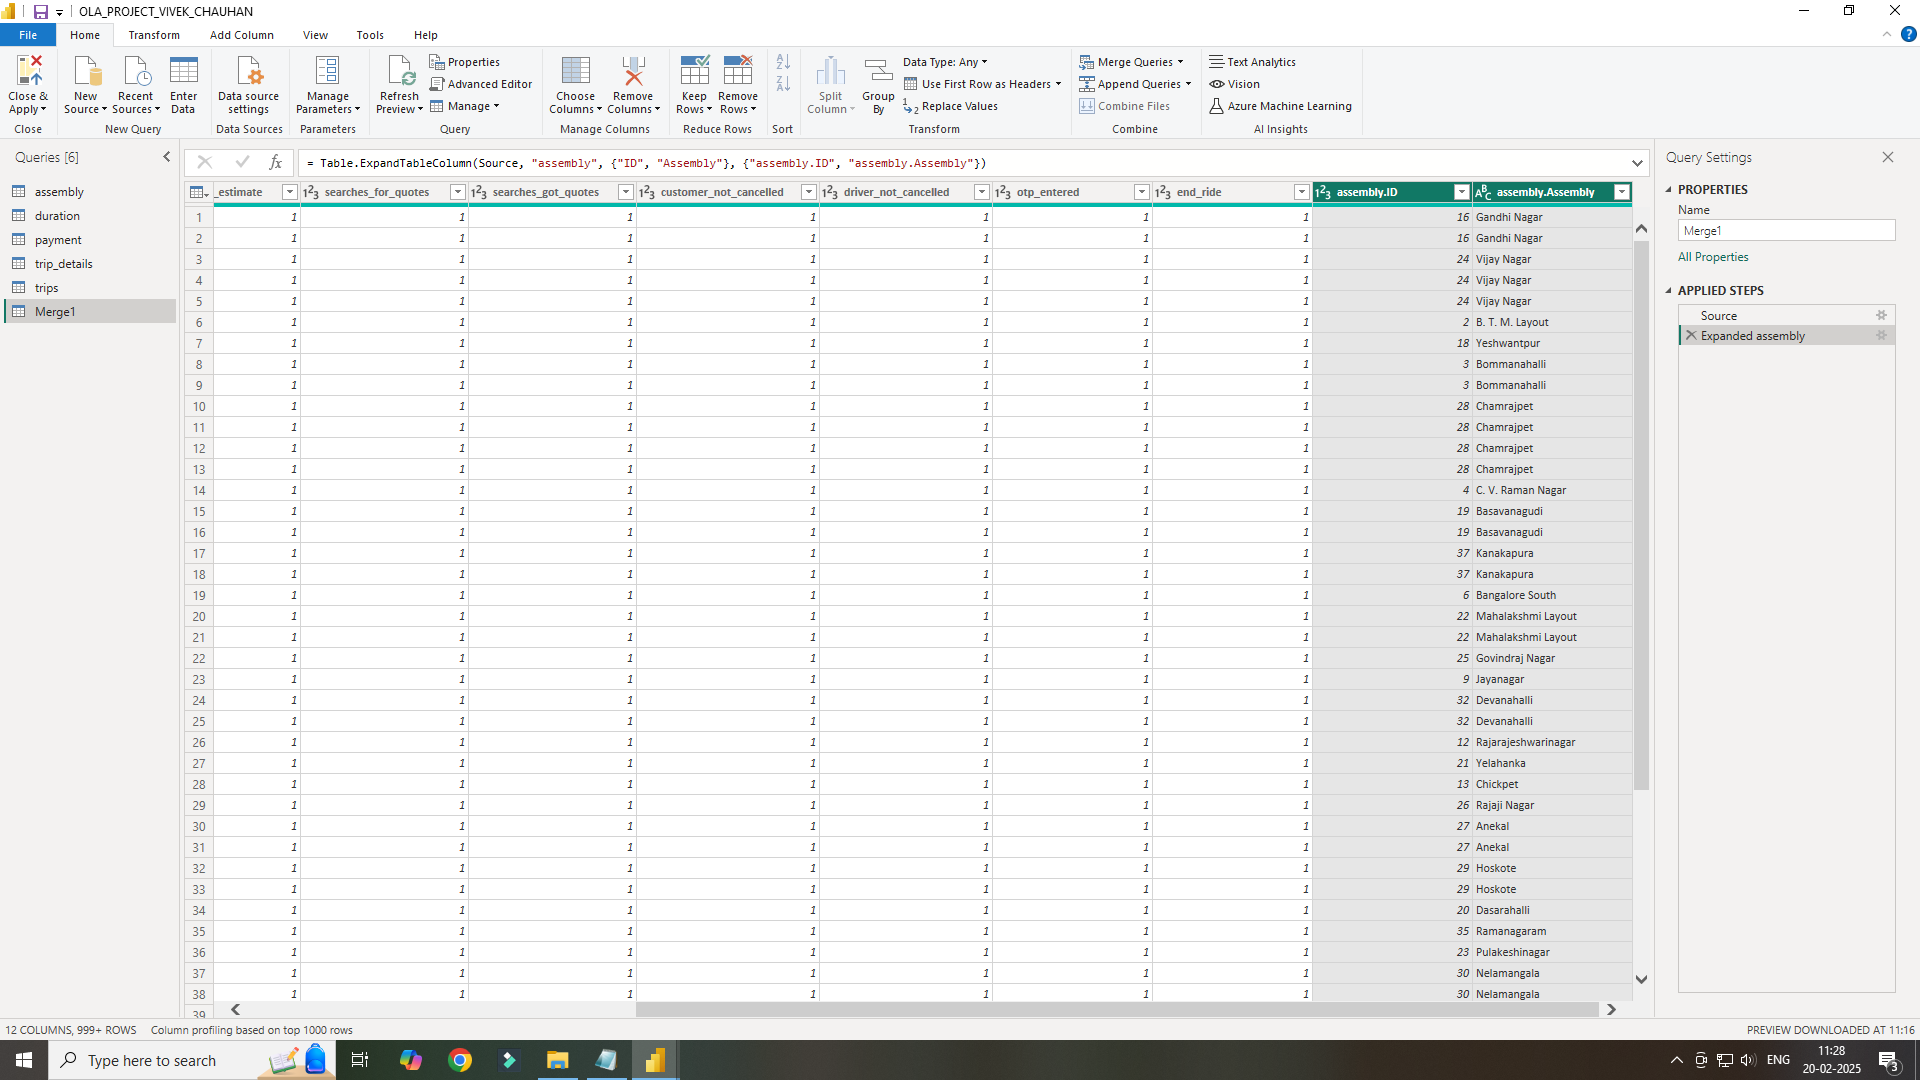 OLA_PROJECT_VIVEK_CHAUHAN
File Home Transform Add Column View Tools Help
Close & Apply
New Source
Recent Sources
Enter Data
Data source settings
Manage Parameters
Refresh Preview
Properties
Advanced Editor
Manage
Choose Columns
Remove Columns
Keep Rows
Remove Rows
Split Column
Group By
Data Type: Any
Use First Row as Headers
Replace Values
Merge Queries
Append Queries
Combine Files
Text Analytics
Vision
Azure Machine Learning
Close New Query Data Sources Parameters Query Manage Columns Reduce Rows Sort Transform Combine AI Insights
Queries [6]
assembly
duration
payment
trip_details
trips
Merge1
fx = Table.ExpandTableColumn(Source, "assembly", {"ID", "Assembly"}, {"assembly.ID", "assembly.Assembly"})
_estimate 123 searches_for_quotes 123 searches_got_quotes 123 customer_not_cancelled 123 driver_not_cancelled 123 otp_entered 123 end_ride 123 assembly.ID ABC assembly.Assembly
1 1 1 1 1 1 1 1 16 Gandhi Nagar
2 1 1 1 1 1 1 1 16 Gandhi Nagar
3 1 1 1 1 1 1 1 24 Vijay Nagar
4 1 1 1 1 1 1 1 24 Vijay Nagar
5 1 1 1 1 1 1 1 24 Vijay Nagar
6 1 1 1 1 1 1 1 2 B. T. M. Layout
7 1 1 1 1 1 1 1 18 Yeshwantpur
8 1 1 1 1 1 1 1 3 Bommanahalli
9 1 1 1 1 1 1 1 3 Bommanahalli
10 1 1 1 1 1 1 1 28 Chamrajpet
11 1 1 1 1 1 1 1 28 Chamrajpet
12 1 1 1 1 1 1 1 28 Chamrajpet
13 1 1 1 1 1 1 1 28 Chamrajpet
14 1 1 1 1 1 1 1 4 C. V. Raman Nagar
15 1 1 1 1 1 1 1 19 Basavanagudi
16 1 1 1 1 1 1 1 19 Basavanagudi
17 1 1 1 1 1 1 1 37 Kanakapura
18 1 1 1 1 1 1 1 37 Kanakapura
19 1 1 1 1 1 1 1 6 Bangalore South
20 1 1 1 1 1 1 1 22 Mahalakshmi Layout
21 1 1 1 1 1 1 1 22 Mahalakshmi Layout
22 1 1 1 1 1 1 1 25 Govindraj Nagar
23 1 1 1 1 1 1 1 9 Jayanagar
24 1 1 1 1 1 1 1 32 Devanahalli
25 1 1 1 1 1 1 1 32 Devanahalli
26 1 1 1 1 1 1 1 12 Rajarajeshwarinagar
27 1 1 1 1 1 1 1 21 Yelahanka
28 1 1 1 1 1 1 1 13 Chickpet
29 1 1 1 1 1 1 1 26 Rajaji Nagar
30 1 1 1 1 1 1 1 27 Anekal
31 1 1 1 1 1 1 1 27 Anekal
32 1 1 1 1 1 1 1 29 Hoskote
33 1 1 1 1 1 1 1 29 Hoskote
34 1 1 1 1 1 1 1 20 Dasarahalli
35 1 1 1 1 1 1 1 35 Ramanagaram
36 1 1 1 1 1 1 1 23 Pulakeshinagar
37 1 1 1 1 1 1 1 30 Nelamangala
38 1 1 1 1 1 1 1 30 Nelamangala
39
Query Settings
PROPERTIES
Name
Merge1
All Properties
APPLIED STEPS
Source
Expanded assembly
12 COLUMNS, 999+ ROWS Column profiling based on top 1000 rows PREVIEW DOWNLOADED AT 11:16
Type here to search
ENG
11:28
20-02-2025
3